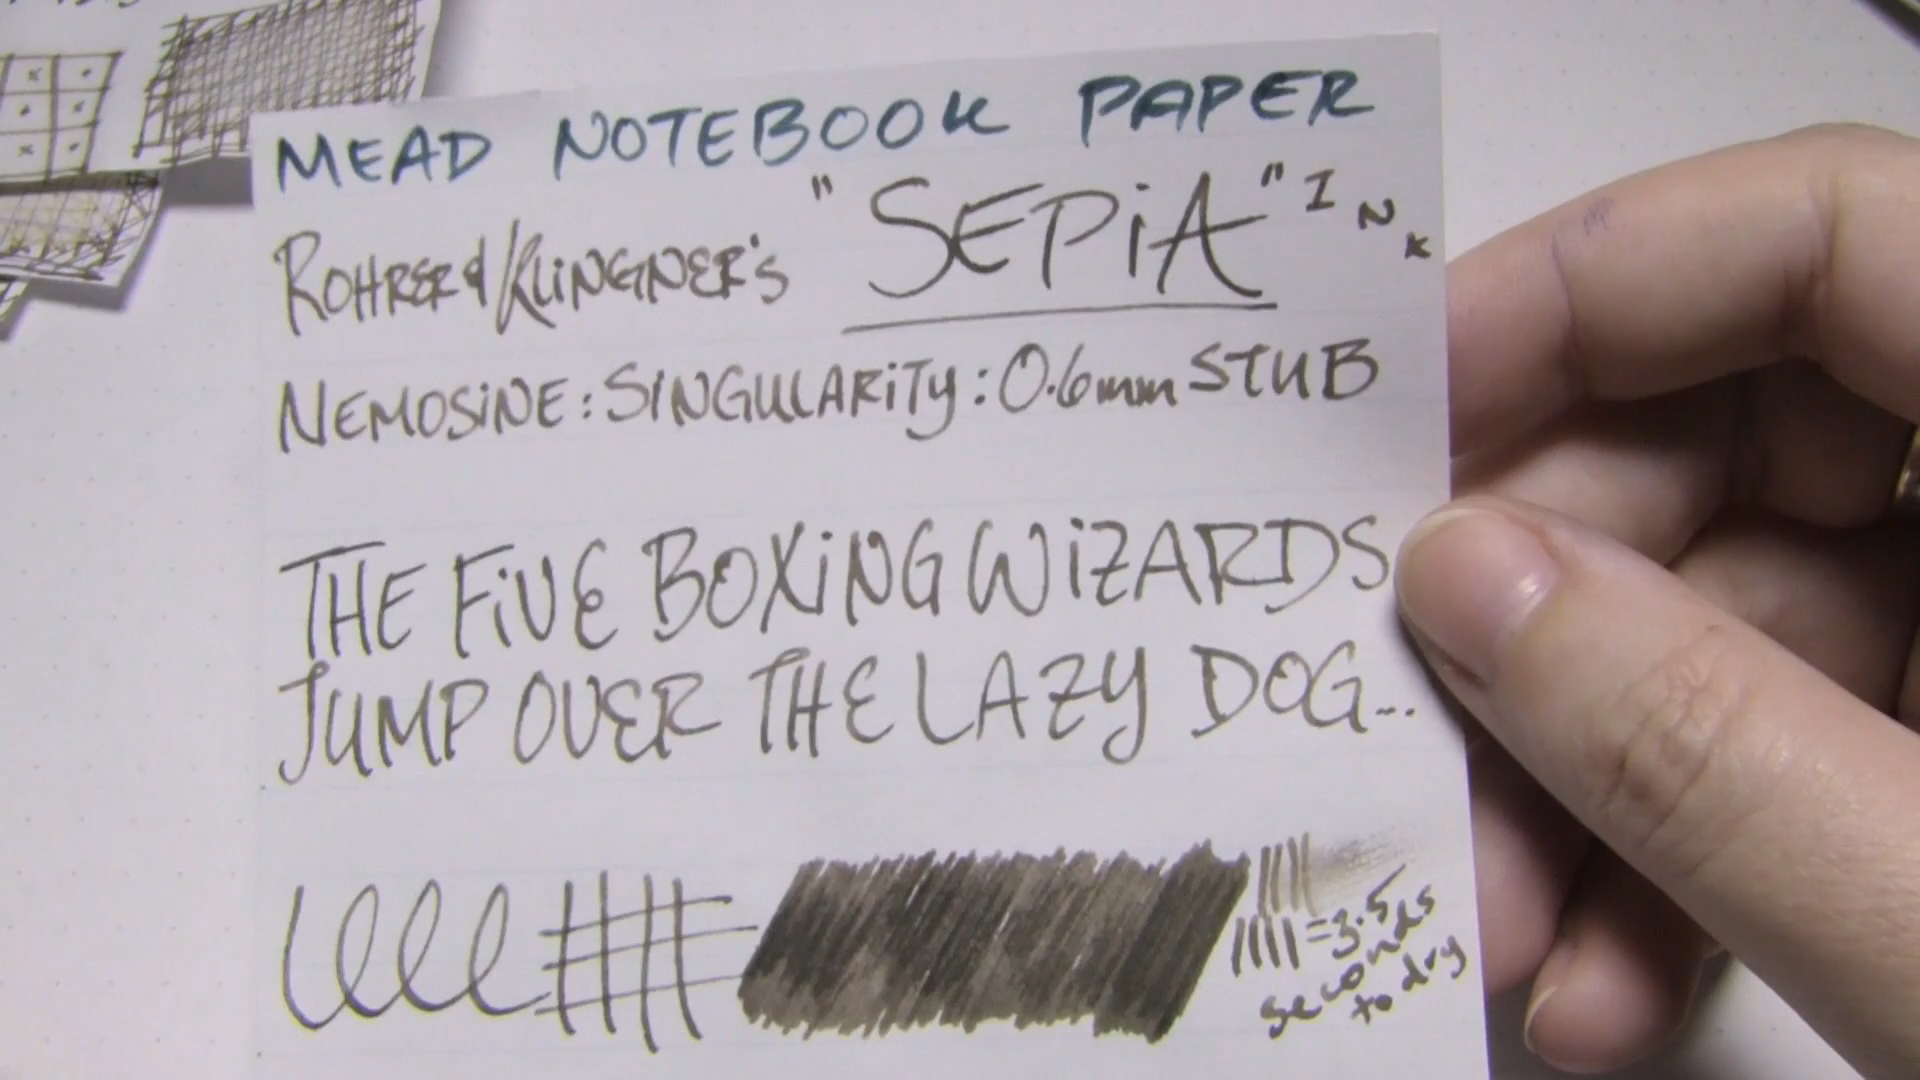 MEAD NOTEBOOK PAPER
ROHRER & KLINGNER'S "SEPIA" INK
NEMOSINE: SINGULARITY: 0.6mm STUB
THE FIVE BOXING WIZARDS
JUMP OVER THE LAZY DOG...
= 3.5
seconds
to dry